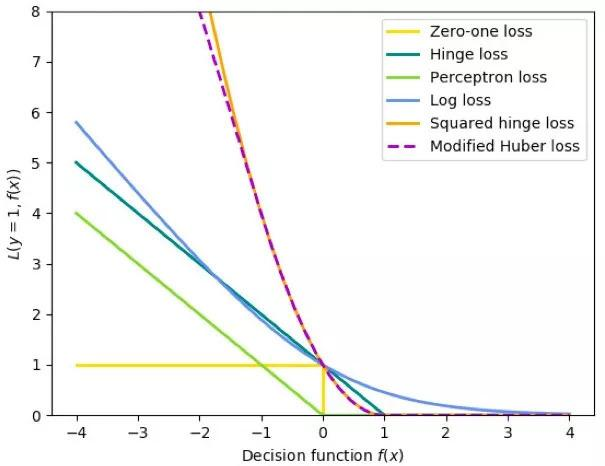 8
7
6
5
4
3
2
1
0
L(y = 1, f(x))
Zero-one loss
Hinge loss
Perceptron loss
Log loss
Squared hinge loss
Modified Huber loss
−4 −3 −2 −1 0 1 2 3 4
Decision function f(x)